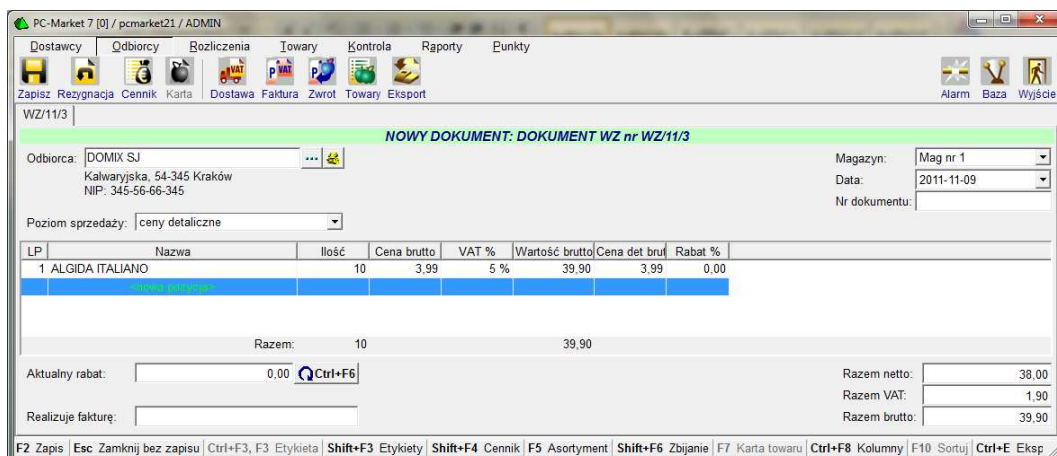 PC-Market 7 [0] / pcmarket21 / ADMIN
Dostawcy Odbiorcy Rozliczenia Towary Kontrola Raporty Punkty
Zapisz Rezygnacja Cennik Karta Dostawa Faktura Zwrot Towary Eksport Alarm Baza Wyjście
WZ/11/3
NOWY DOKUMENT: DOKUMENT WZ nr WZ/11/3
Odbiorca: DOMIX SJ ... Magazyn: Mag nr 1
Kalwaryjska, 54-345 Kraków Data: 2011-11-09
NIP: 345-56-66-345 Nr dokumentu:
Poziom sprzedaży: ceny detaliczne
LP Nazwa Ilość Cena brutto VAT % Wartość brutto Cena det brut Rabat %
1 ALGIDA ITALIANO 10 3,99 5 % 39,90 3,99 0,00
<nowa pozycja>
Razem: 10 39,90
Aktualny rabat: 0,00 Ctrl+F6 Razem netto: 38,00
Razem VAT: 1,90
Realizuje fakturę: Razem brutto: 39,90
F2 Zapis Esc Zamknij bez zapisu Ctrl+F3, F3 Etykieta Shift+F3 Etykiety Shift+F4 Cennik F5 Asortyment Shift+F6 Zbijanie F7 Karta towaru Ctrl+F8 Kolumny F10 Sortuj Ctrl+E Eksp